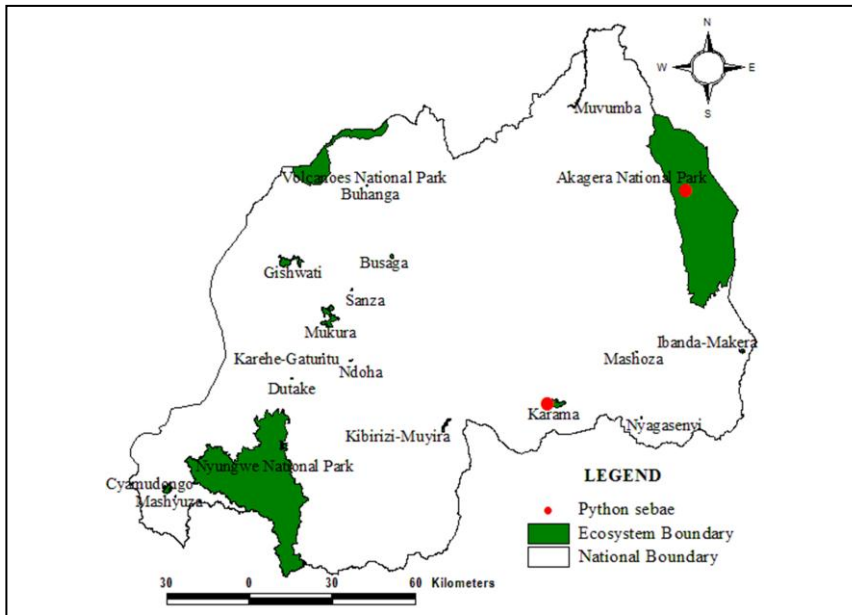 N
W E
S
Muvumba
Volcanoes National Park
Akagera National Park
Buhanga
Busaga
Gishwati
Sanza
Mukura
Ibanda-Makera
Karehe-Gaturitu
Mashoza
Ndoha
Dutake
Karama
Nyagasenyi
Kibirizi-Muyira
Nyungwe National Park
Cyamudongo
Mashyuza
LEGEND
Python sebae
Ecosystem Boundary
National Boundary
30 0 30 60 Kilometers